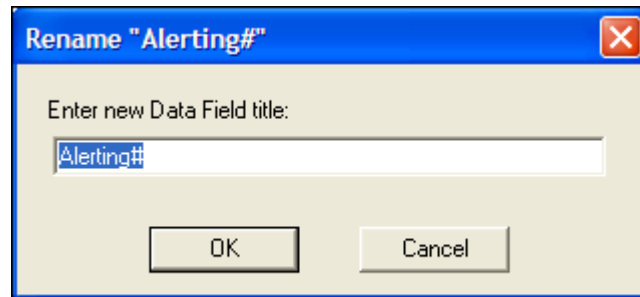 Rename "Alerting#"
Enter new Data Field title:
Alerting#
OK Cancel